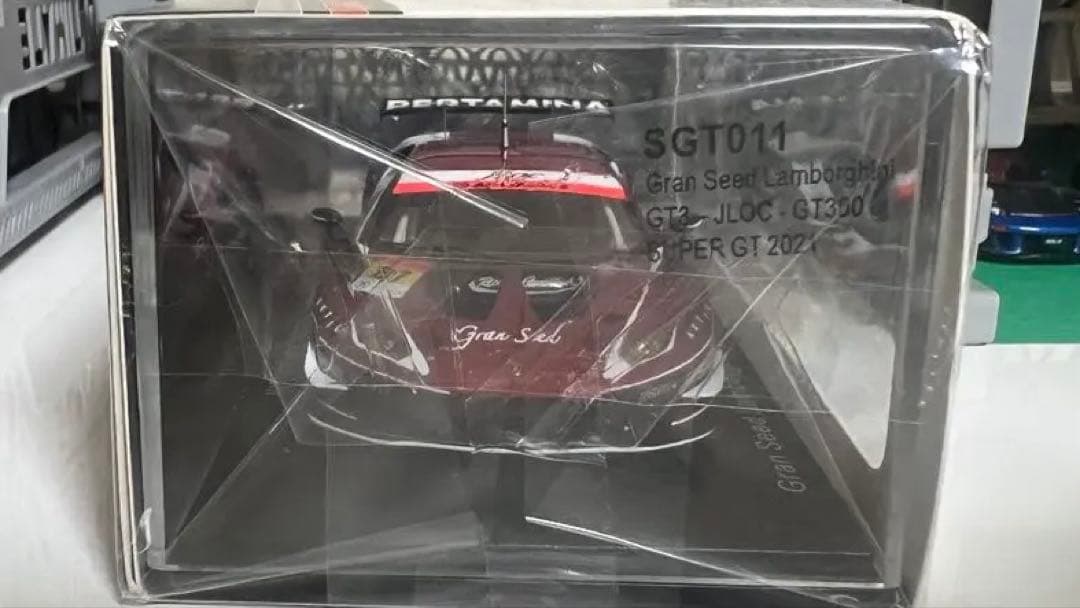 PERTAMINA
SGT011
Gran Seed Lamborghini
GT3 - JLOC - GT300
SUPER GT 2021
Gran Seed
Gran Seed